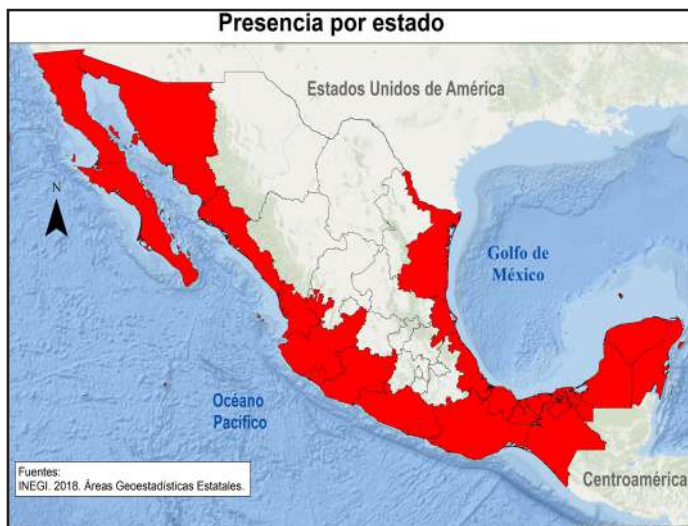 Presencia por estado
Estados Unidos de América
N
Golfo de
México
Océano
Pacífico
Centroamérica
Fuentes:
INEGI. 2018. Áreas Geoestadísticas Estatales.